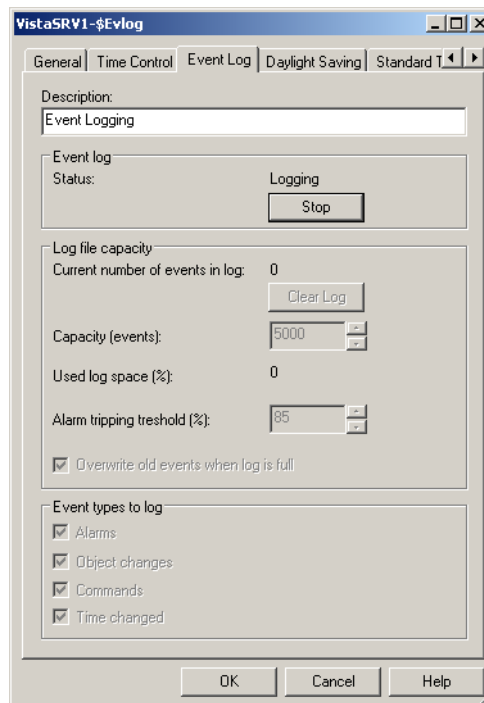 VistaSRV1-$Evlog
General Time Control Event Log Daylight Saving Standard T
Description:
Event Logging
Event log
Status: Logging
Stop
Log file capacity
Current number of events in log: 0
Clear Log
Capacity (events): 5000
Used log space (%): 0
Alarm tripping treshold (%): 85
Overwrite old events when log is full
Event types to log
Alarms
Object changes
Commands
Time changed
OK Cancel Help